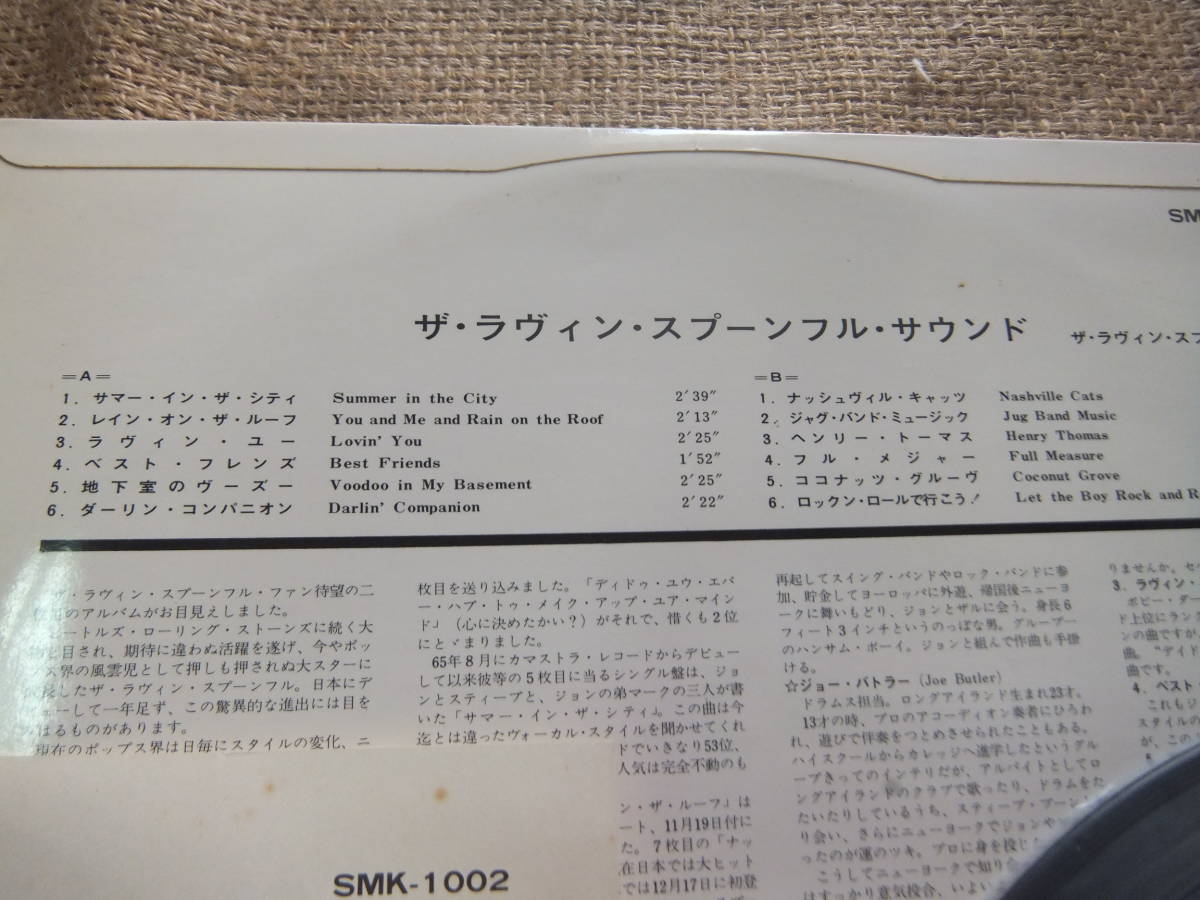 SM
ザ・ラヴィン・スプーンフル・サウンド
ザ・ラヴィン・スプ
=A=
1. サマー・イン・ザ・シティ Summer in the City 2′39″
2. レイン・オン・ザ・ルーフ You and Me and Rain on the Roof 2′13″
3. ラヴィン・ユー Lovin' You 2′25″
4. ベスト・フレンズ Best Friends 1′52″
5. 地下室のヴーズー Voodoo in My Basement 2′25″
6. ダーリン・コンパニオン Darlin' Companion 2′22″
=B=
1. ナッシュヴィル・キャッツ Nashville Cats
2. ジャグ・バンド・ミュージック Jug Band Music
3. ヘンリー・トーマス Henry Thomas
4. フル・メジャー Full Measure
5. ココナッツ・グルーヴ Coconut Grove
6. ロックン・ロールで行こう! Let the Boy Rock and R
ザ・ラヴィン・スプーンフル・ファン待望の二
のアルバムがお目見えしました。
ートルズ・ローリング・ストーンズに続く大
と目され、期待に違わぬ活躍を遂げ、今やポッ
ス界の風雲児として押しも押されぬ大スターに
したザ・ラヴィン・スプーンフル。日本にデ
ーして一年足ず、この驚異的な進出には目を
はるものがあります。
現在のポップス界は日毎にスタイルの変化、ニ
枚目を送り込みました。「ディドゥ・ユウ・エバ
ー・ハブ・トゥ・メイク・アップ・ユア・マイン
ド」(心に決めたかい?)がそれで、惜くも2位
にとゞまりました。
65年8月にカマストラ・レコードからデビュー
して以来彼等の5枚目に当るシングル盤は、ジョ
ンとスティーブと、ジョンの弟マークの三人が書
いた「サマー・イン・ザ・シティ」。この曲は今
迄とは違ったヴォーカル・スタイルを聞かせてくれ
ドでいきなり53位、
人気は完全不動のも
ン・ザ・ルーフ」は
ート、11月19日付に
た。7枚目の「ナッ
在日本では大ヒット
では12月17日に初登
再起してスイング・バンドやロック・バンドに参
加、貯金してヨーロッパに外遊、帰国後ニューヨ
ークに舞いもどり、ジョンとザルに会う。身長6
フィート3インチというのっぽな男。グループ一
のハンサム・ボーイ。ジョンと組んで作曲も手掛
ける。
☆ジョー・バトラー (Joe Butler)
ドラムス担当。ロングアイランド生まれ23才。
13才の時、プロのアコーディオン奏者にひろわ
れ、遊びで伴奏をつとめさせられたこともある。
ハイスクールからカレッジへ進学したというグル
ープきってのインテリだが、アルバイトとしてロ
ングアイランドのクラブで歌ったり、ドラムをた
たいたりしているうち、スティーブ・ブーン
り会い、さらにニューヨークでジョンや
ったのが運のツキ。プロに身を投じ
こうしてニューヨークで知り
はすっかり意気投合、いよい
りませんか。セ
3. ラヴィン・
ボビー・ダー
ド上位にラン
ンの曲ですが
曲。“デイド
曲です。
4. ベスト
これもジ
スタイルの
が、この
SMK-1002